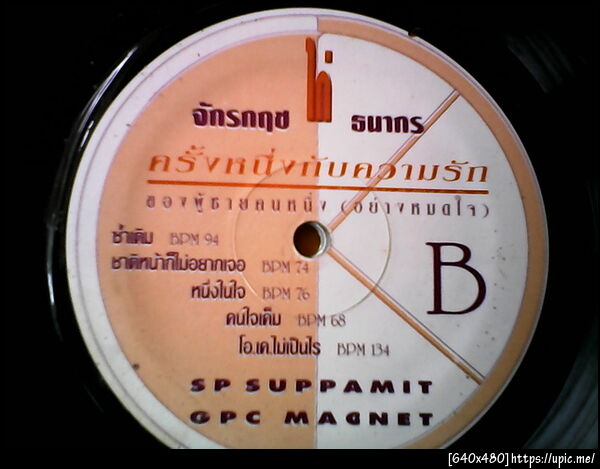 ได๋
จักรกฤช ธนากร
ครั้งหนึ่งกับความรัก
ของผู้ชายคนหนึ่ง (อย่างหมดใจ)
ซ้ำเดิม BPM 94
ชาติหน้าก็ไม่อยากเจอ BPM 74
หนึ่งในใจ BPM 76
คนใจเต็ม BPM 68
โอ.เค.ไม่เป็นไร BPM 134
B
SP SUPPAMIT
GPC MAGNET
[640x480]https://upic.me/